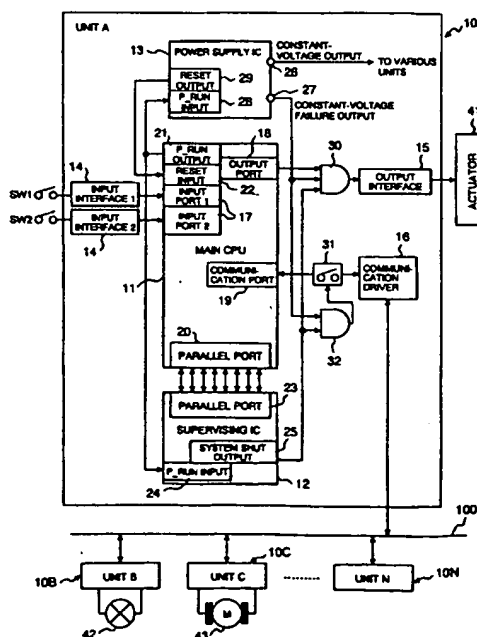 UNIT A
10
13
POWER SUPPLY IC
CONSTANT-
VOLTAGE OUTPUT
TO VARIOUS
UNITS
RESET
OUTPUT
29
26
P_RUN
INPUT
28
27
CONSTANT-VOLTAGE
FAILURE OUTPUT
21
18
P_RUN
OUTPUT
OUTPUT
PORT
30
15
41
RESET
INPUT
22
OUTPUT
INTERFACE
ACTUATOR
SW1
14
INPUT
INTERFACE 1
INPUT
PORT 1
17
SW2
INPUT
INTERFACE 2
INPUT
PORT 2
14
MAIN CPU
31
16
11
COMMUNI-
CATION PORT
19
COMMUNICATION
DRIVER
20
32
PARALLEL PORT
23
PARALLEL PORT
SUPERVISING IC
25
SYSTEM SHUT
OUTPUT
P_RUN INPUT
24
12
100
10B
UNIT B
10C
UNIT C
UNIT N
10N
42
M
43